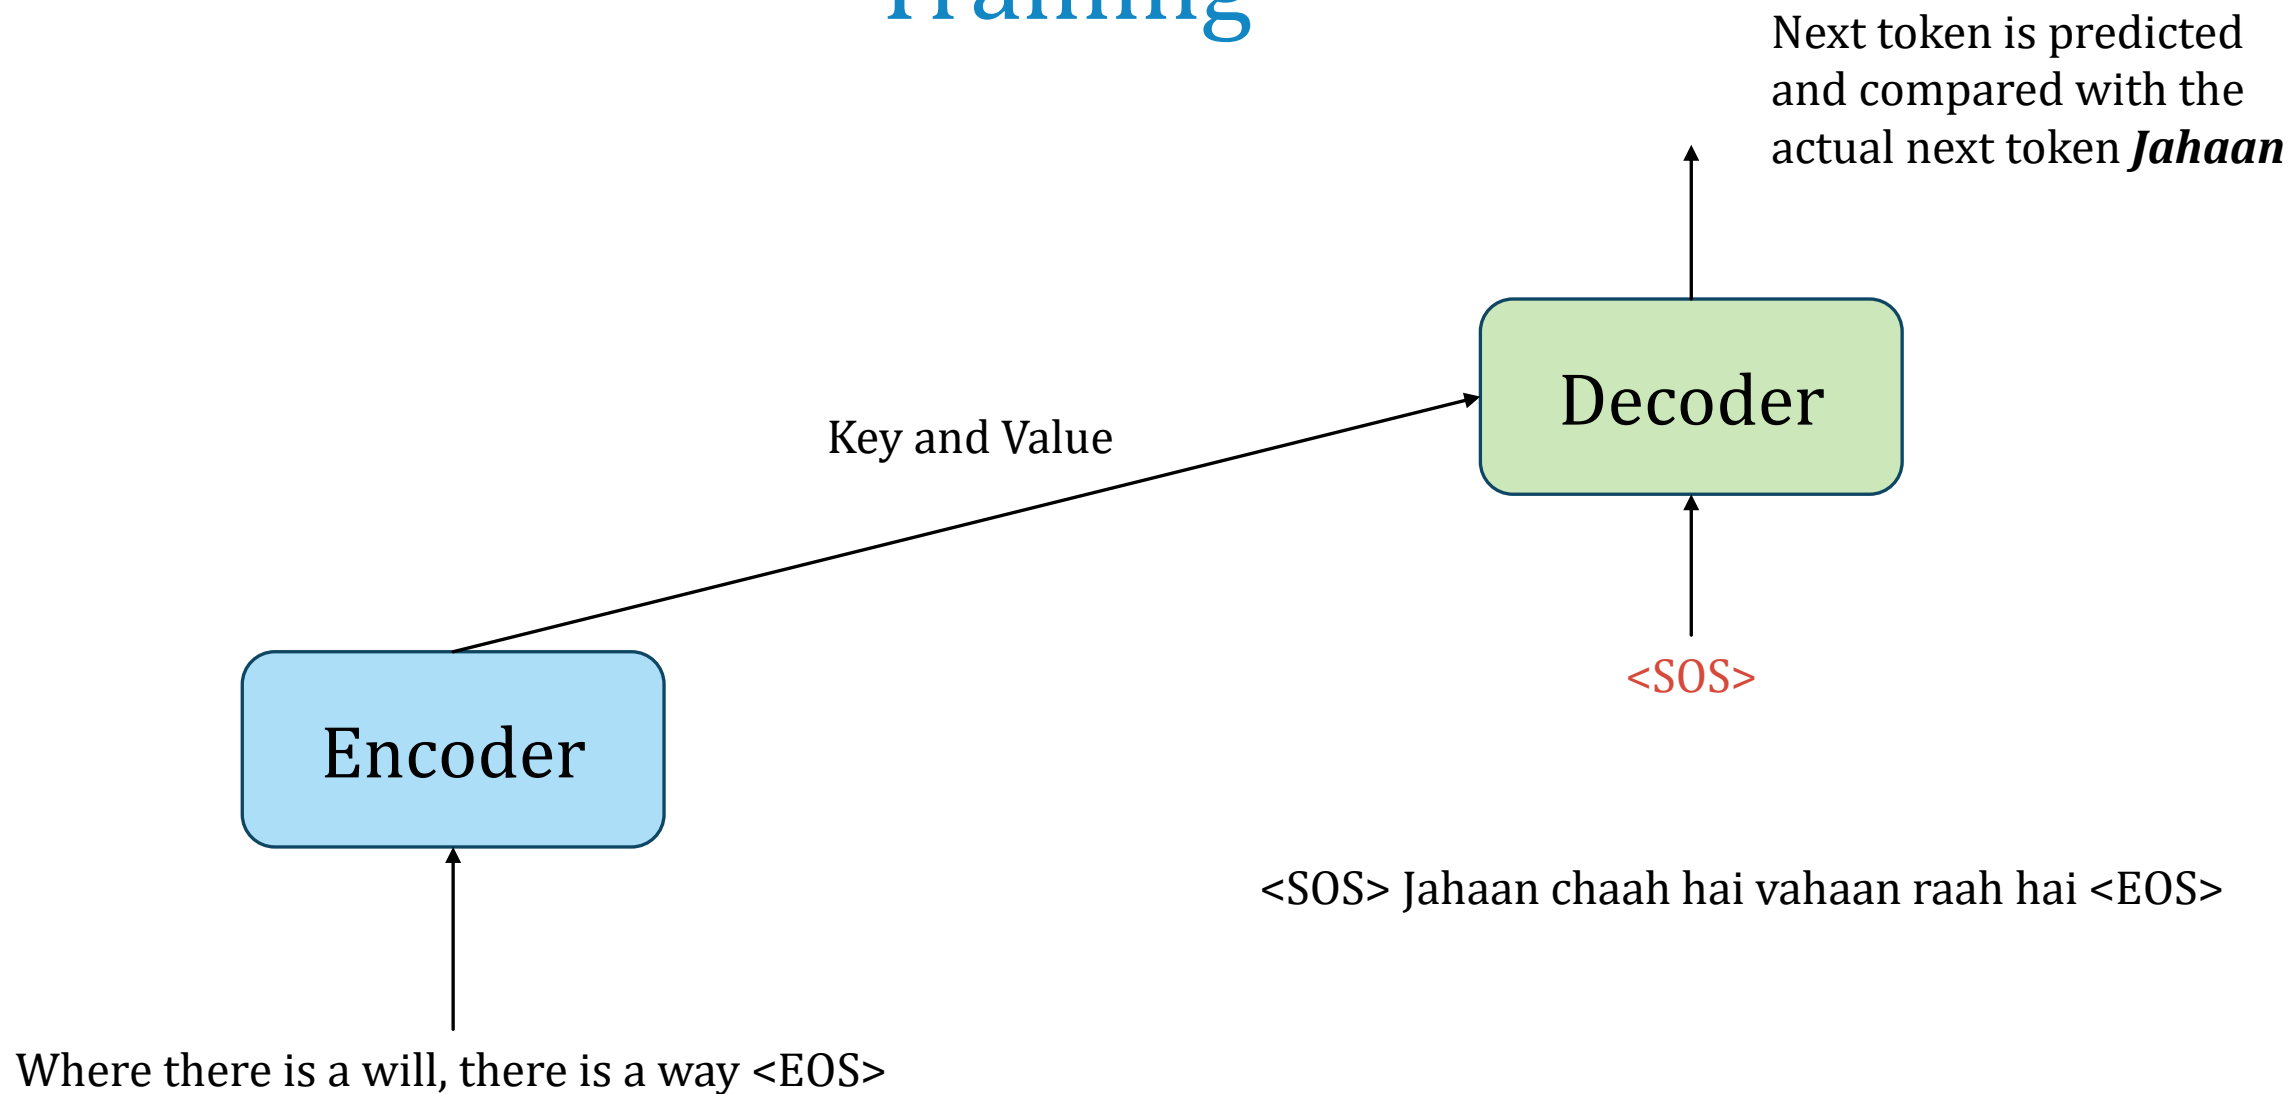 Training
Next token is predicted
and compared with the
actual next token Jahaan
Decoder
Key and Value
<SOS>
Encoder
<SOS> Jahaan chaah hai vahaan raah hai <EOS>
Where there is a will, there is a way <EOS>